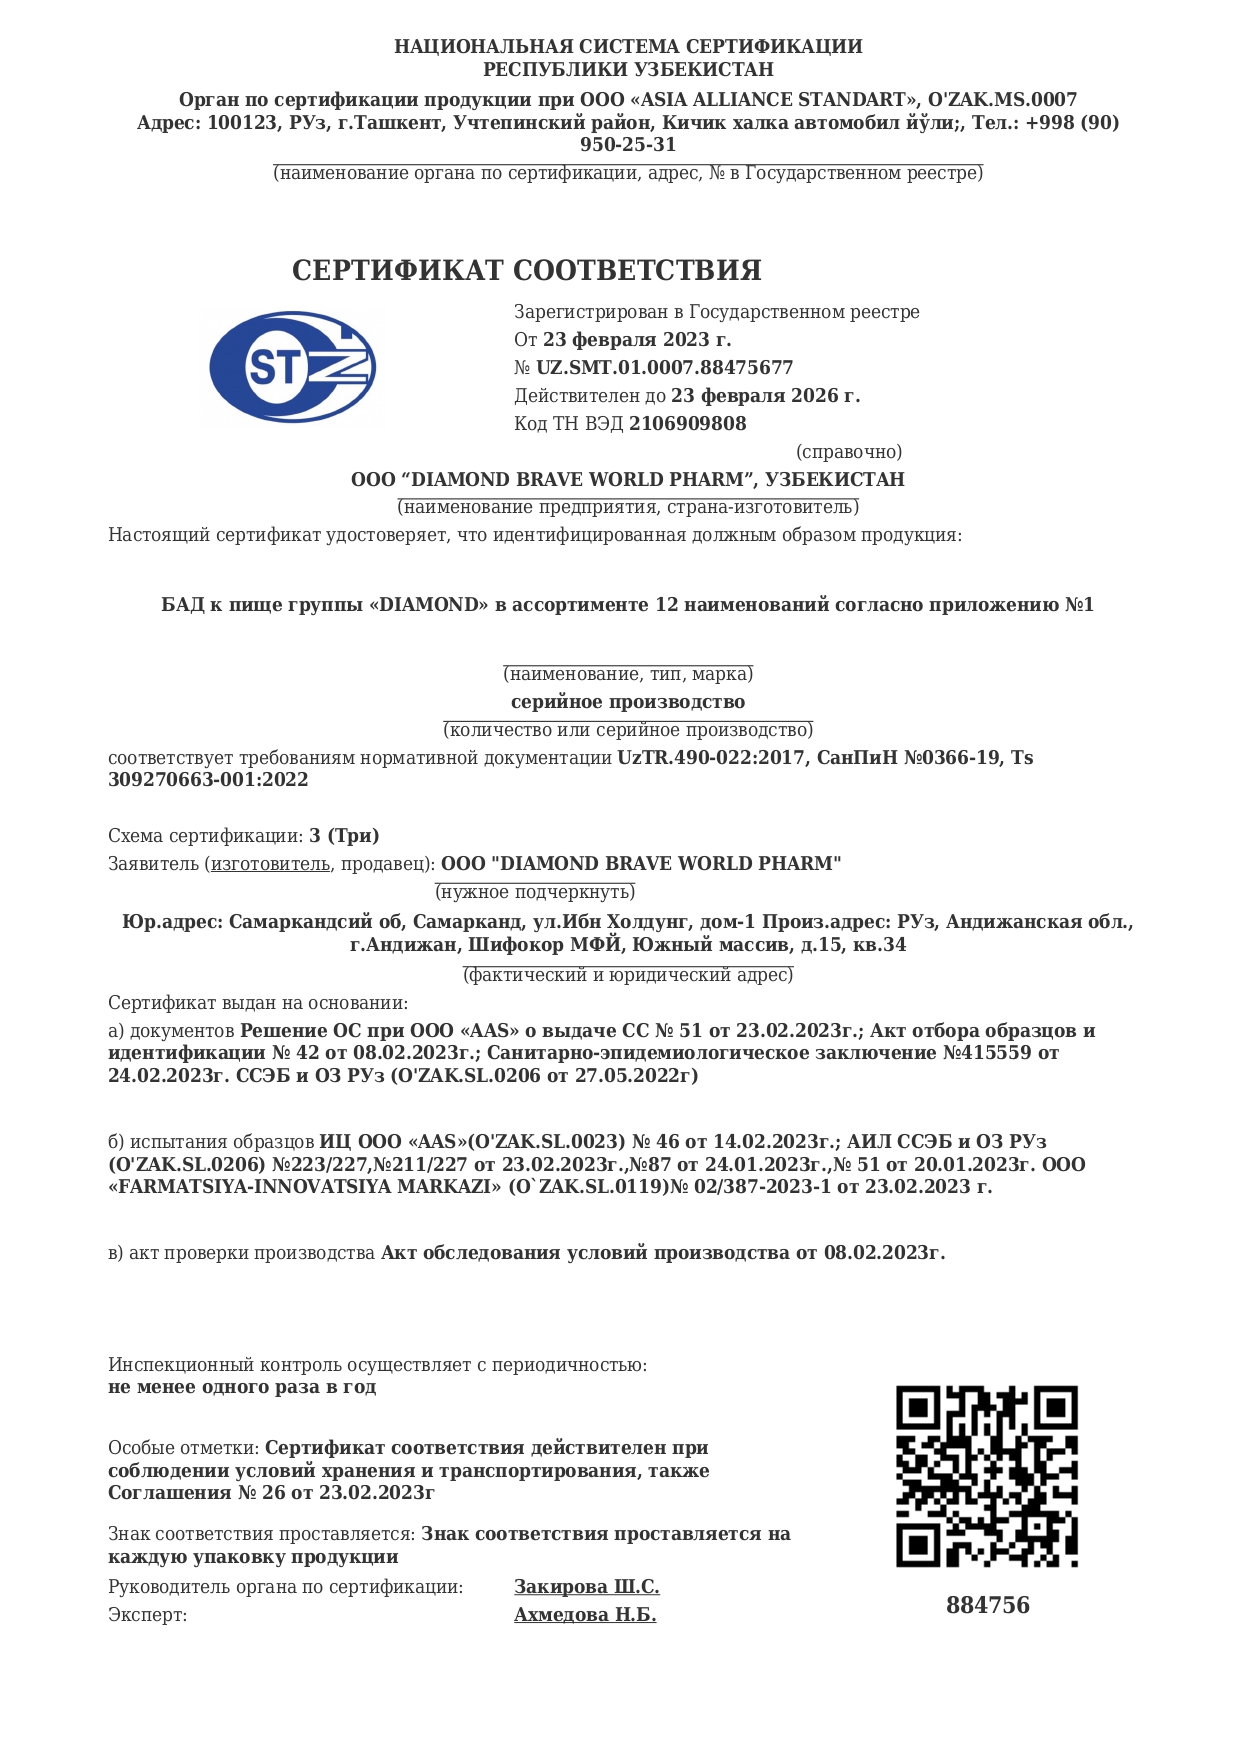 НАЦИОНАЛЬНАЯ СИСТЕМА СЕРТИФИКАЦИИ
РЕСПУБЛИКИ УЗБЕКИСТАН
Орган по сертификации продукции при ООО «ASIA ALLIANCE STANDART», O'ZAK.MS.0007
Адрес: 100123, РУз, г.Ташкент, Учтепинский район, Кичик халка автомобил йўли;, Тел.: +998 (90)
950-25-31
(наименование органа по сертификации, адрес, № в Государственном реестре)
СЕРТИФИКАТ СООТВЕТСТВИЯ
ST
Зарегистрирован в Государственном реестре
От 23 февраля 2023 г.
№ UZ.SMT.01.0007.88475677
Действителен до 23 февраля 2026 г.
Код ТН ВЭД 2106909808
(справочно)
ООО “DIAMOND BRAVE WORLD PHARM”, УЗБЕКИСТАН
(наименование предприятия, страна-изготовитель)
Настоящий сертификат удостоверяет, что идентифицированная должным образом продукция:
БАД к пище группы «DIAMOND» в ассортименте 12 наименований согласно приложению №1
(наименование, тип, марка)
серийное производство
(количество или серийное производство)
соответствует требованиям нормативной документации UzTR.490-022:2017, СанПиН №0366-19, Ts
309270663-001:2022
Схема сертификации: 3 (Три)
Заявитель (изготовитель, продавец): ООО "DIAMOND BRAVE WORLD PHARM"
(нужное подчеркнуть)
Юр.адрес: Самаркандсий об, Самарканд, ул.Ибн Холдунг, дом-1 Произ.адрес: РУз, Андижанская обл.,
г.Андижан, Шифокор МФЙ, Южный массив, д.15, кв.34
(фактический и юридический адрес)
Сертификат выдан на основании:
а) документов Решение ОС при ООО «AAS» о выдаче СС № 51 от 23.02.2023г.; Акт отбора образцов и
идентификации № 42 от 08.02.2023г.; Санитарно-эпидемиологическое заключение №415559 от
24.02.2023г. ССЭБ и ОЗ РУз (O'ZAK.SL.0206 от 27.05.2022г)
б) испытания образцов ИЦ ООО «AAS»(O'ZAK.SL.0023) № 46 от 14.02.2023г.; АИЛ ССЭБ и ОЗ РУз
(O'ZAK.SL.0206) №223/227,№211/227 от 23.02.2023г.,№87 от 24.01.2023г.,№ 51 от 20.01.2023г. ООО
«FARMATSIYA-INNOVATSIYA MARKAZI» (O`ZAK.SL.0119)№ 02/387-2023-1 от 23.02.2023 г.
в) акт проверки производства Акт обследования условий производства от 08.02.2023г.
Инспекционный контроль осуществляет с периодичностью:
не менее одного раза в год
Особые отметки: Сертификат соответствия действителен при
соблюдении условий хранения и транспортирования, также
Соглашения № 26 от 23.02.2023г
Знак соответствия проставляется: Знак соответствия проставляется на
каждую упаковку продукции
Руководитель органа по сертификации: Закирова Ш.С.
Эксперт: Ахмедова Н.Б.
884756